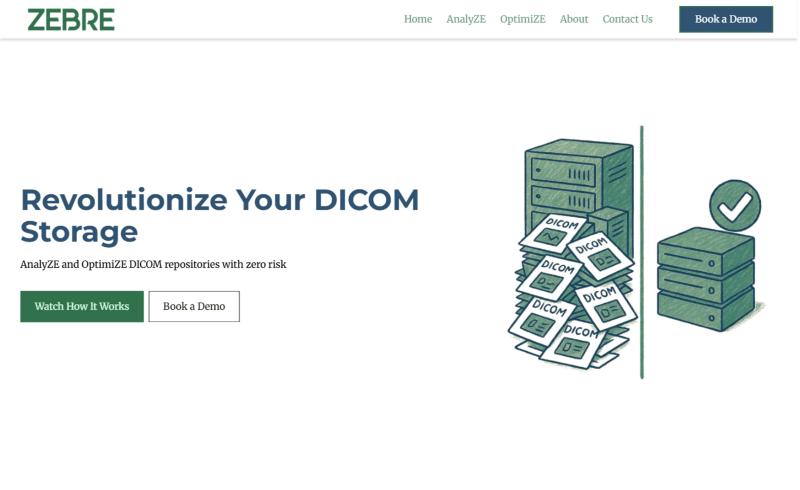 ZEBRE
Home
AnalyZE
OptimiZE
About
Contact Us
Book a Demo
Revolutionize Your DICOM
Storage
AnalyZE and OptimiZE DICOM repositories with zero risk
Watch How It Works
Book a Demo
DICOM
DICOM
DICOM
DICOM
DICOM
DICOM